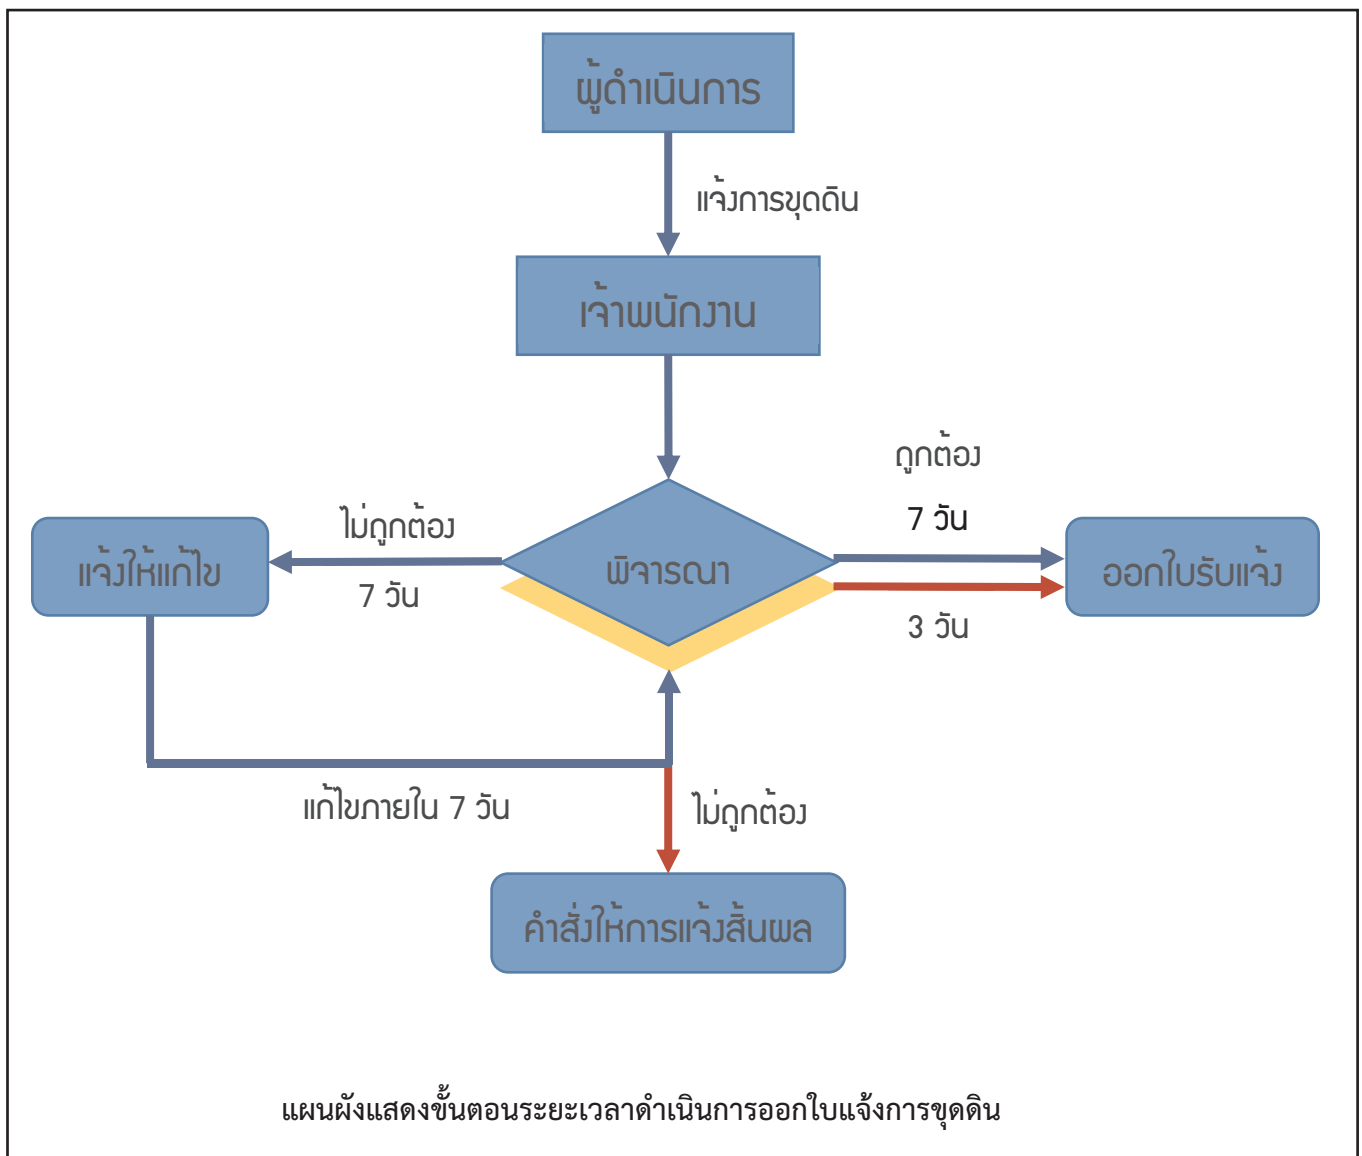 ผู้ดำเนินการ
แจ้งการขุดดิน
เจ้าพนักงาน
ถูกต้อง
7 วัน
ไม่ถูกต้อง
7 วัน
แจ้งให้แก้ไข
พิจารณา
ออกใบรับแจ้ง
3 วัน
แก้ไขภายใน 7 วัน
ไม่ถูกต้อง
คำสั่งให้การแจ้งสิ้นผล
แผนผังแสดงขั้นตอนระยะเวลาดำเนินการออกใบแจ้งการขุดดิน